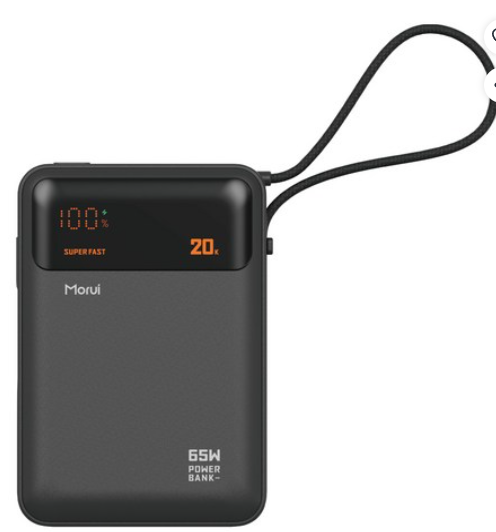 100%
SUPER FAST
20K
Morui
65W
POWER
BANK~